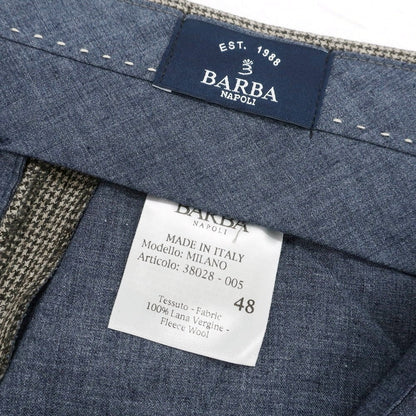 EST. 1988
BARBA
NAPOLI
BARBA
NAPOLI
MADE IN ITALY
Modello: MILANO
Articolo: 38028 - 005
48
Tessuto - Fabric
100% Lana Vergine -
Fleece Wool